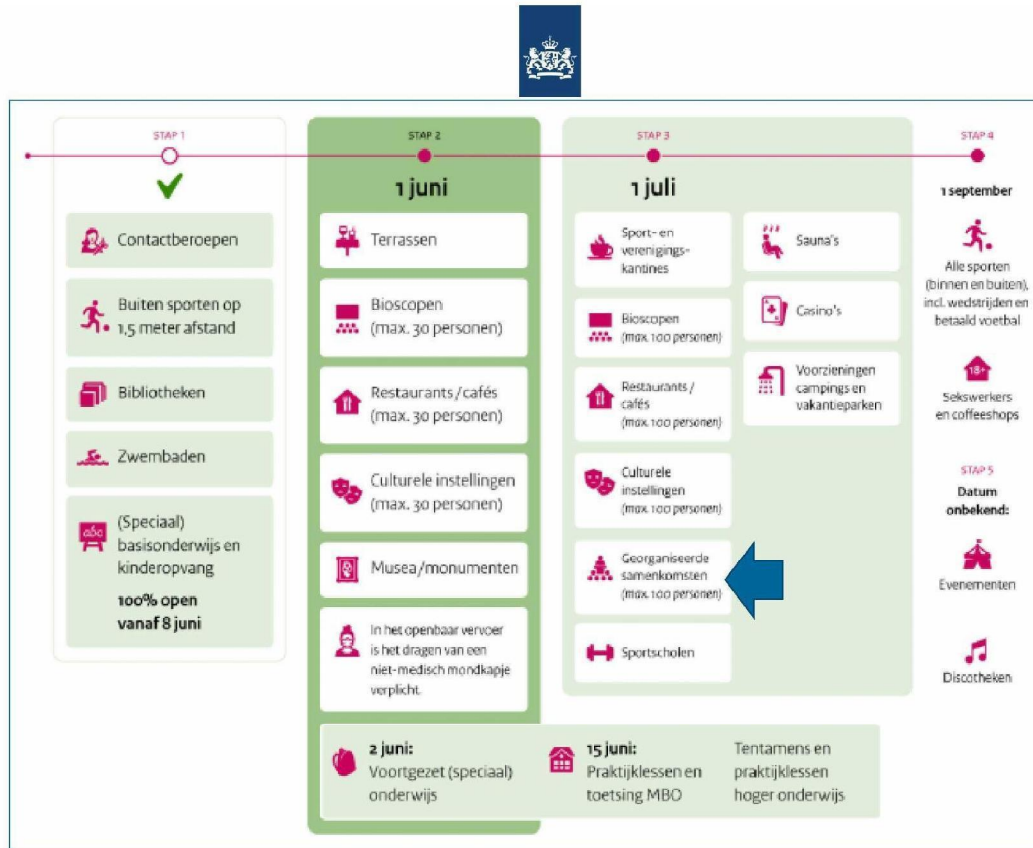 STAP 1
Contactberoepen
Buiten sporten op
1,5 meter afstand
Bibliotheken
Zwembaden
abc
(Speciaal)
basisonderwijs en
kinderopvang
100% open
vanaf 8 juni
STAP 2
1 juni
Terrassen
Bioscopen
(max. 30 personen)
Restaurants/cafés
(max. 30 personen)
Culturele instellingen
(max. 30 personen)
Musea/monumenten
In het openbaar vervoer
is het dragen van een
niet-medisch mondkapje
verplicht.
2 juni:
Voortgezet (speciaal)
onderwijs
15 juni:
Praktijklessen en
toetsing MBO
Tentamens en
praktijklessen
hoger onderwijs
STAP 3
1 juli
Sport- en
verenigings-
kantines
Bioscopen
(max. 100 personen)
Restaurants/
cafés
(max. 100 personen)
Culturele
instellingen
(max. 100 personen)
Georganiseerde
samenkomsten
(max. 100 personen)
Sportscholen
Sauna's
Casino's
Voorzieningen
campings en
vakantieparken
STAP 4
1 september
Alle sporten
(binnen en buiten),
incl. wedstrijden en
betaald voetbal
18+
Sekswerkers
en coffeeshops
STAP 5
Datum
onbekend:
Evenementen
Discotheken